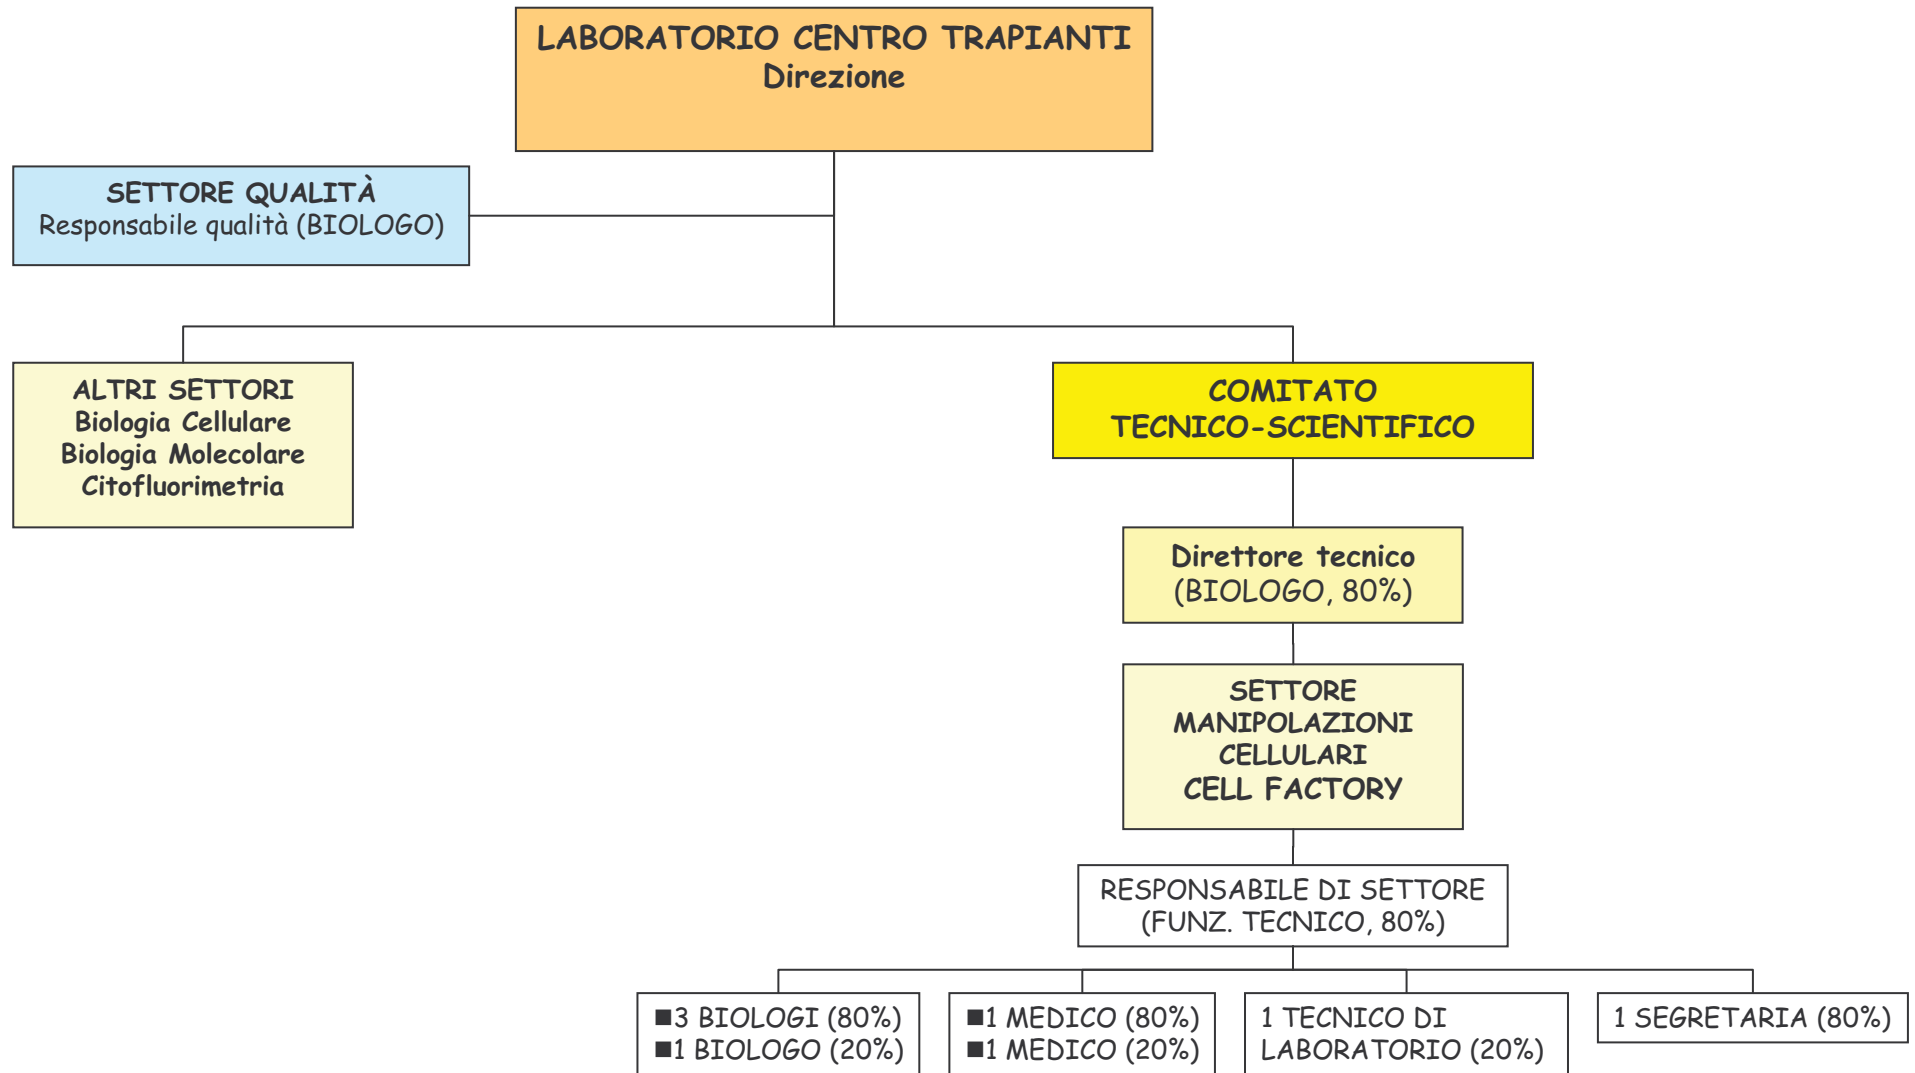 LABORATORIO CENTRO TRAPIANTI
Direzione
SETTORE QUALITÀ
Responsabile qualità (BIOLOGO)
ALTRI SETTORI
Biologia Cellulare
Biologia Molecolare
Citofluorimetria
COMITATO
TECNICO-SCIENTIFICO
Direttore tecnico
(BIOLOGO, 80%)
SETTORE
MANIPOLAZIONI
CELLULARI
CELL FACTORY
RESPONSABILE DI SETTORE
(FUNZ. TECNICO, 80%)
■3 BIOLOGI (80%)
■1 BIOLOGO (20%)
■1 MEDICO (80%)
■1 MEDICO (20%)
1 TECNICO DI
LABORATORIO (20%)
1 SEGRETARIA (80%)